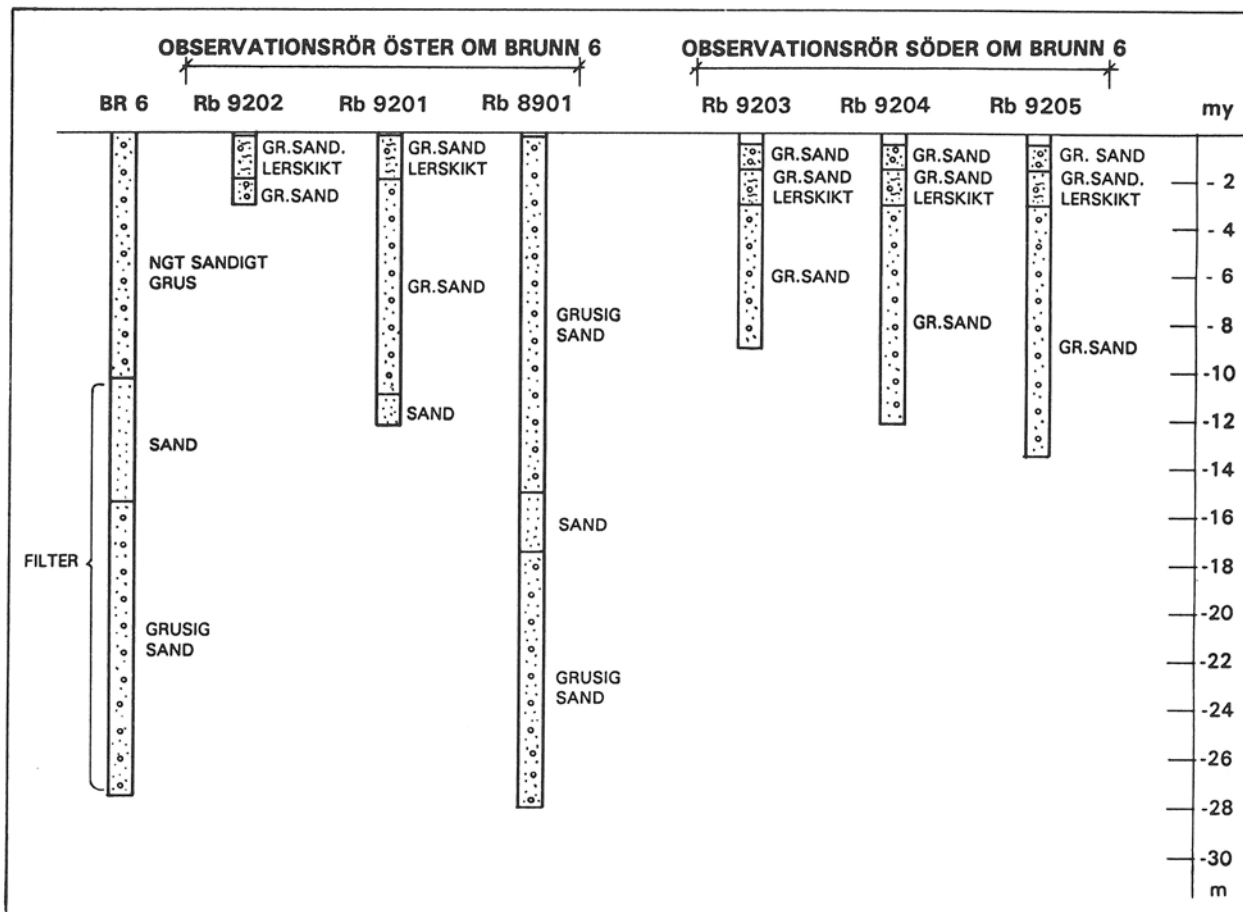 OBSERVATIONSRÖR ÖSTER OM BRUNN 6
OBSERVATIONSRÖR SÖDER OM BRUNN 6
BR 6
Rb 9202
Rb 9201
Rb 8901
Rb 9203
Rb 9204
Rb 9205
my
NGT SANDIGT
GRUS
SAND
GRUSIG
SAND
FILTER
GR.SAND.
LERSKIKT
GR.SAND
GR.SAND
LERSKIKT
GR.SAND
SAND
GRUSIG
SAND
SAND
GRUSIG
SAND
GR.SAND
GR.SAND
LERSKIKT
GR.SAND
GR.SAND
GR.SAND
LERSKIKT
GR.SAND
GR. SAND
GR.SAND.
LERSKIKT
GR.SAND
- 2
- 4
- 6
- 8
-10
-12
-14
-16
-18
-20
-22
-24
-26
-28
-30
m